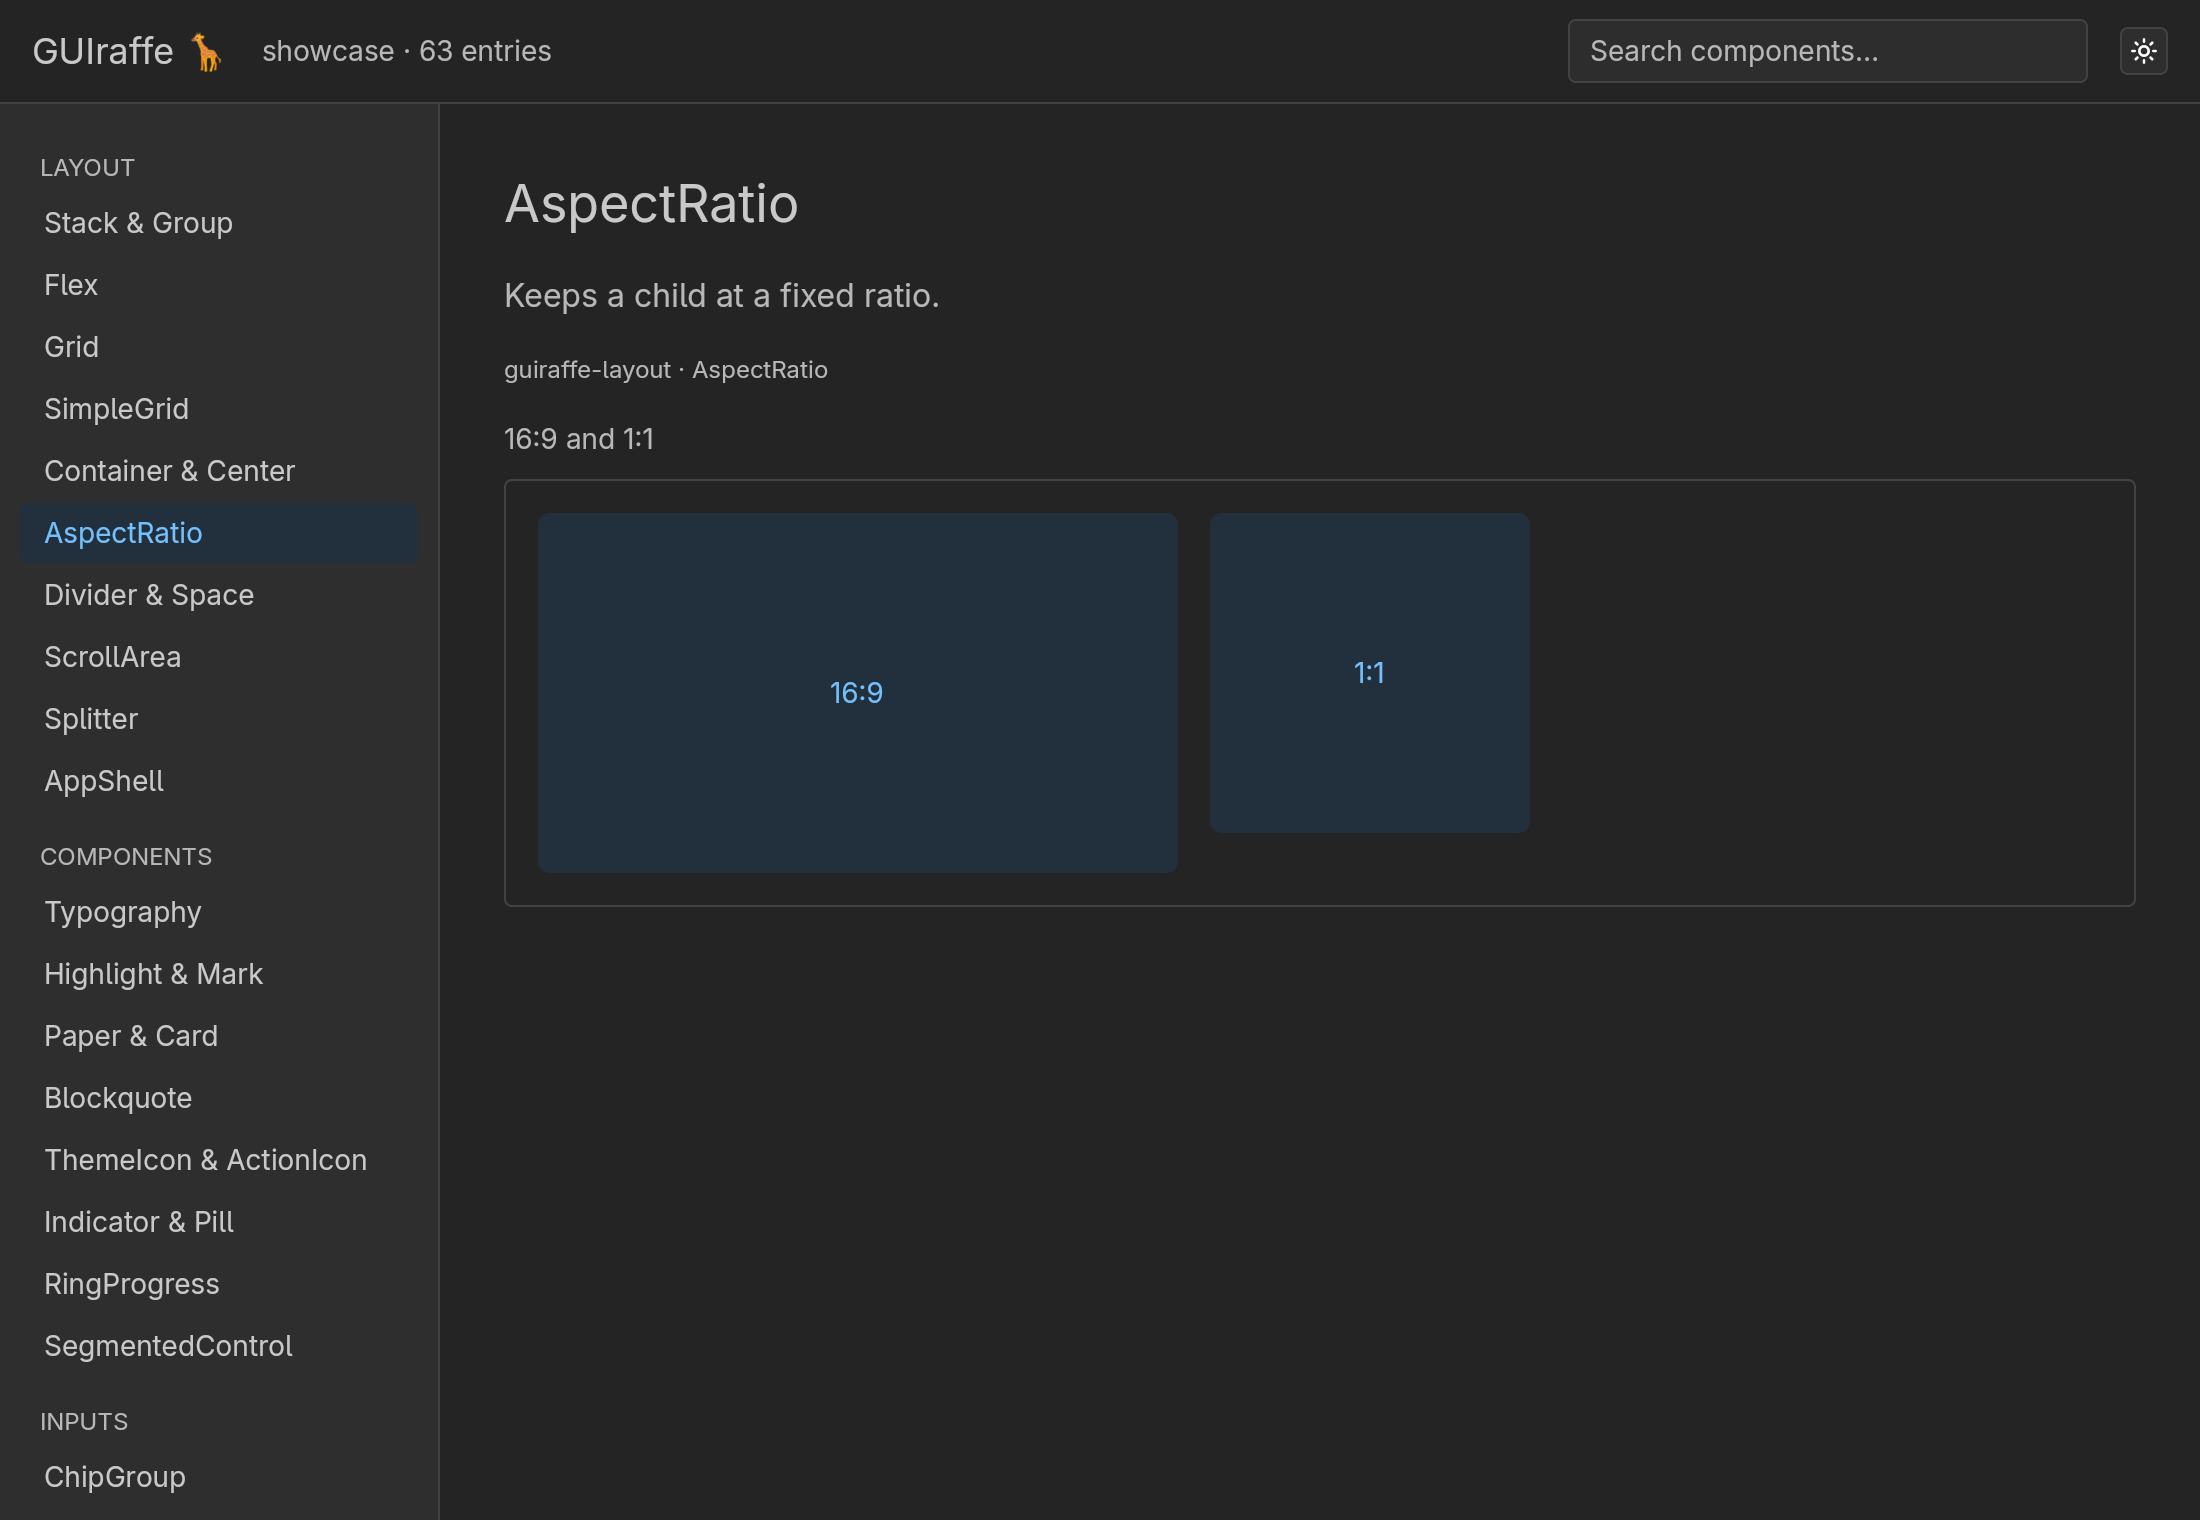 GUIraffe 🦒 showcase · 63 entries Search components...
LAYOUT
Stack & Group
Flex
Grid
SimpleGrid
Container & Center
AspectRatio
Divider & Space
ScrollArea
Splitter
AppShell
COMPONENTS
Typography
Highlight & Mark
Paper & Card
Blockquote
ThemeIcon & ActionIcon
Indicator & Pill
RingProgress
SegmentedControl
INPUTS
ChipGroup
AspectRatio
Keeps a child at a fixed ratio.
guiraffe-layout · AspectRatio
16:9 and 1:1
16:9
1:1